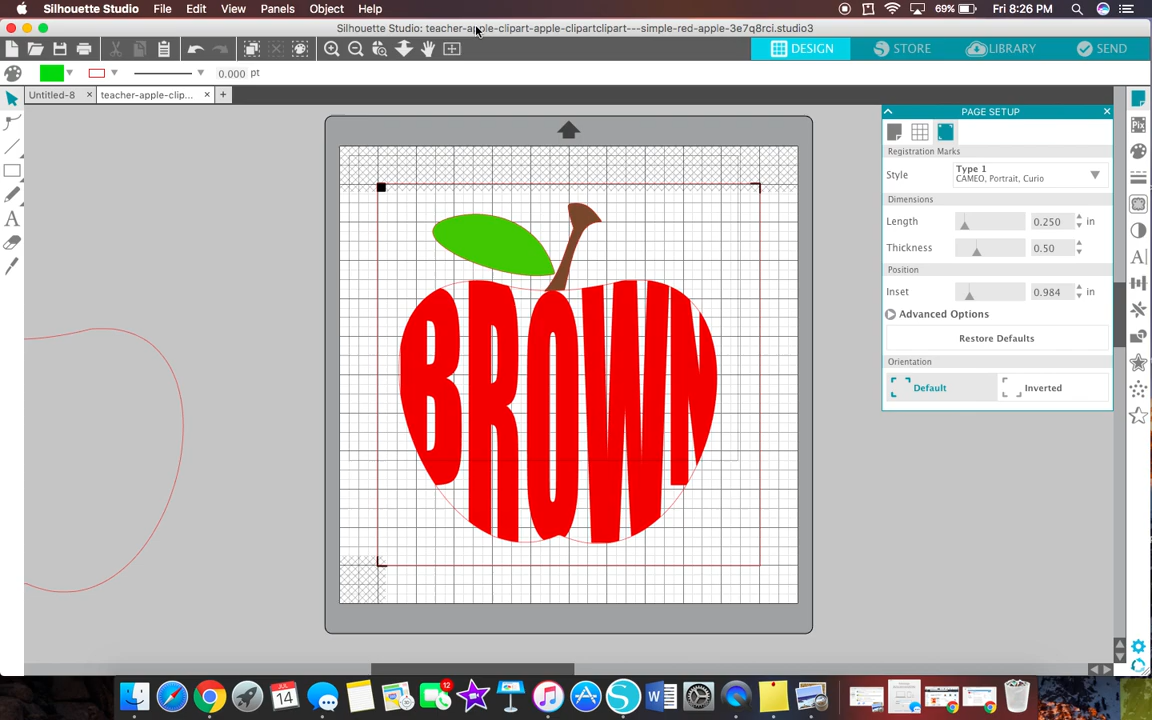 Silhouette Studio File Edit View Panels Object Help 69% Fri 8:26 PM
Silhouette Studio: teacher-apple-clipart-apple-clipartclipart---simple-red-apple-3e7q8rci.studio3
DESIGN STORE LIBRARY SEND
0.000 pt
Untitled-8 teacher-apple-clip...
PAGE SETUP
Registration Marks
Style Type 1
CAMEO, Portrait, Curio
Dimensions
Length 0.250 in
Thickness 0.50
Position
Inset 0.984 in
Advanced Options
Restore Defaults
Orientation
Default Inverted
BROWN
Pix
A
A
JUL
14
12
W